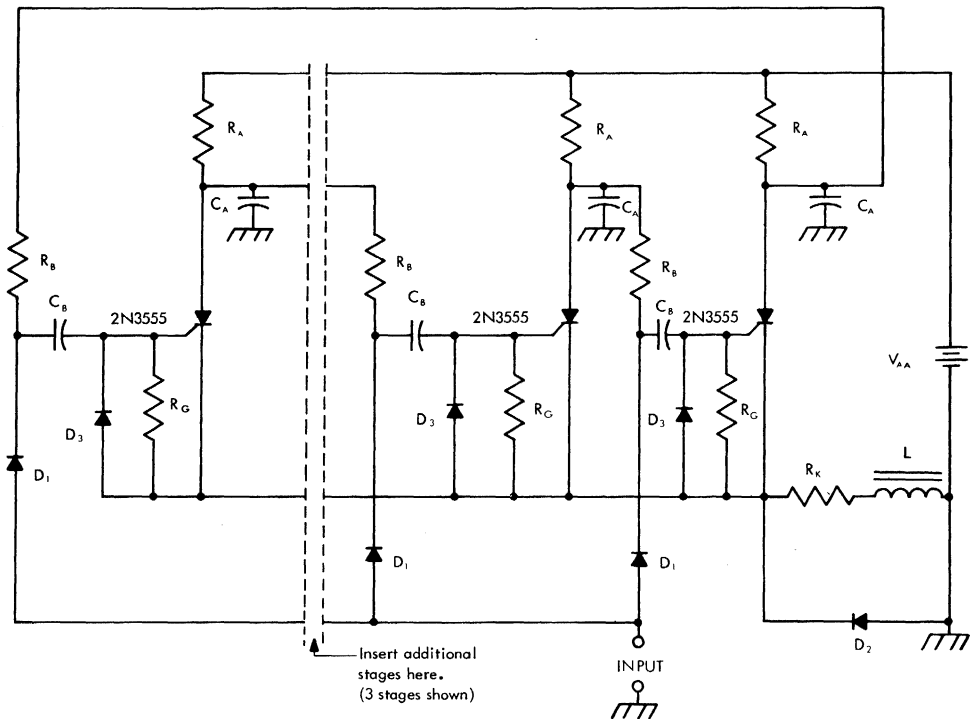 R_A
R_A
R_A
C_A
C_A
C_A
R_B
R_B
R_B
C_B
2N3555
C_B
2N3555
C_B
2N3555
V_AA
R_G
R_G
R_G
D_3
D_3
D_3
L
R_K
D_1
D_1
D_1
D_2
INPUT
Insert additional
stages here.
(3 stages shown)